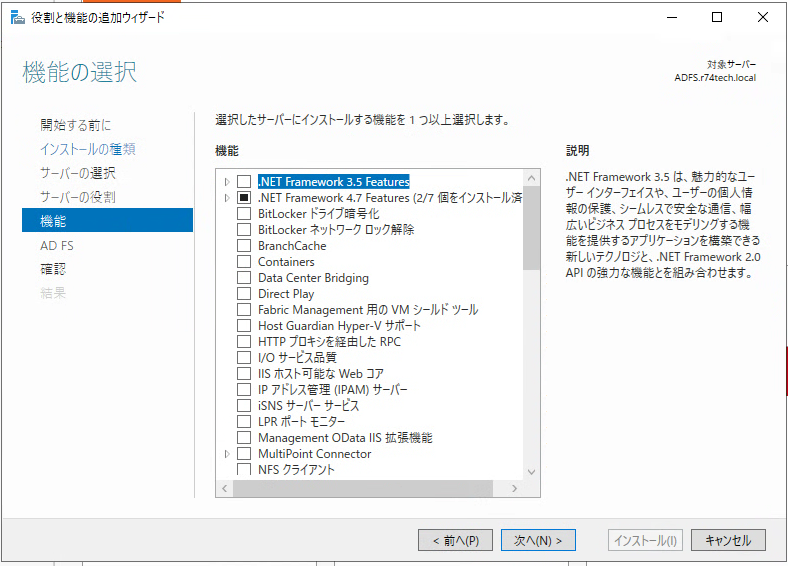 役割と機能の追加ウィザード
機能の選択
対象サーバー
ADFS.r74tech.local
開始する前に
インストールの種類
サーバーの選択
サーバーの役割
機能
AD FS
確認
結果
選択したサーバーにインストールする機能を 1 つ以上選択します。
機能
.NET Framework 3.5 Features
.NET Framework 4.7 Features (2/7 個をインストール済
BitLocker ドライブ暗号化
BitLocker ネットワーク ロック解除
BranchCache
Containers
Data Center Bridging
Direct Play
Fabric Management 用の VM シールド ツール
Host Guardian Hyper-V サポート
HTTP プロキシを経由した RPC
I/O サービス品質
IIS ホスト可能な Web コア
IP アドレス管理 (IPAM) サーバー
iSNS サーバー サービス
LPR ポート モニター
Management OData IIS 拡張機能
MultiPoint Connector
NFS クライアント
説明
.NET Framework 3.5 は、魅力的なユー
ザー インターフェイスや、ユーザーの個人情
報の保護、シームレスで安全な通信、幅
広いビジネス プロセスをモデリングする機
能を提供するアプリケーションを構築できる
新しいテクノロジと、.NET Framework 2.0
API の強力な機能とを組み合わせます。
< 前へ(P)
次へ(N) >
インストール(I)
キャンセル